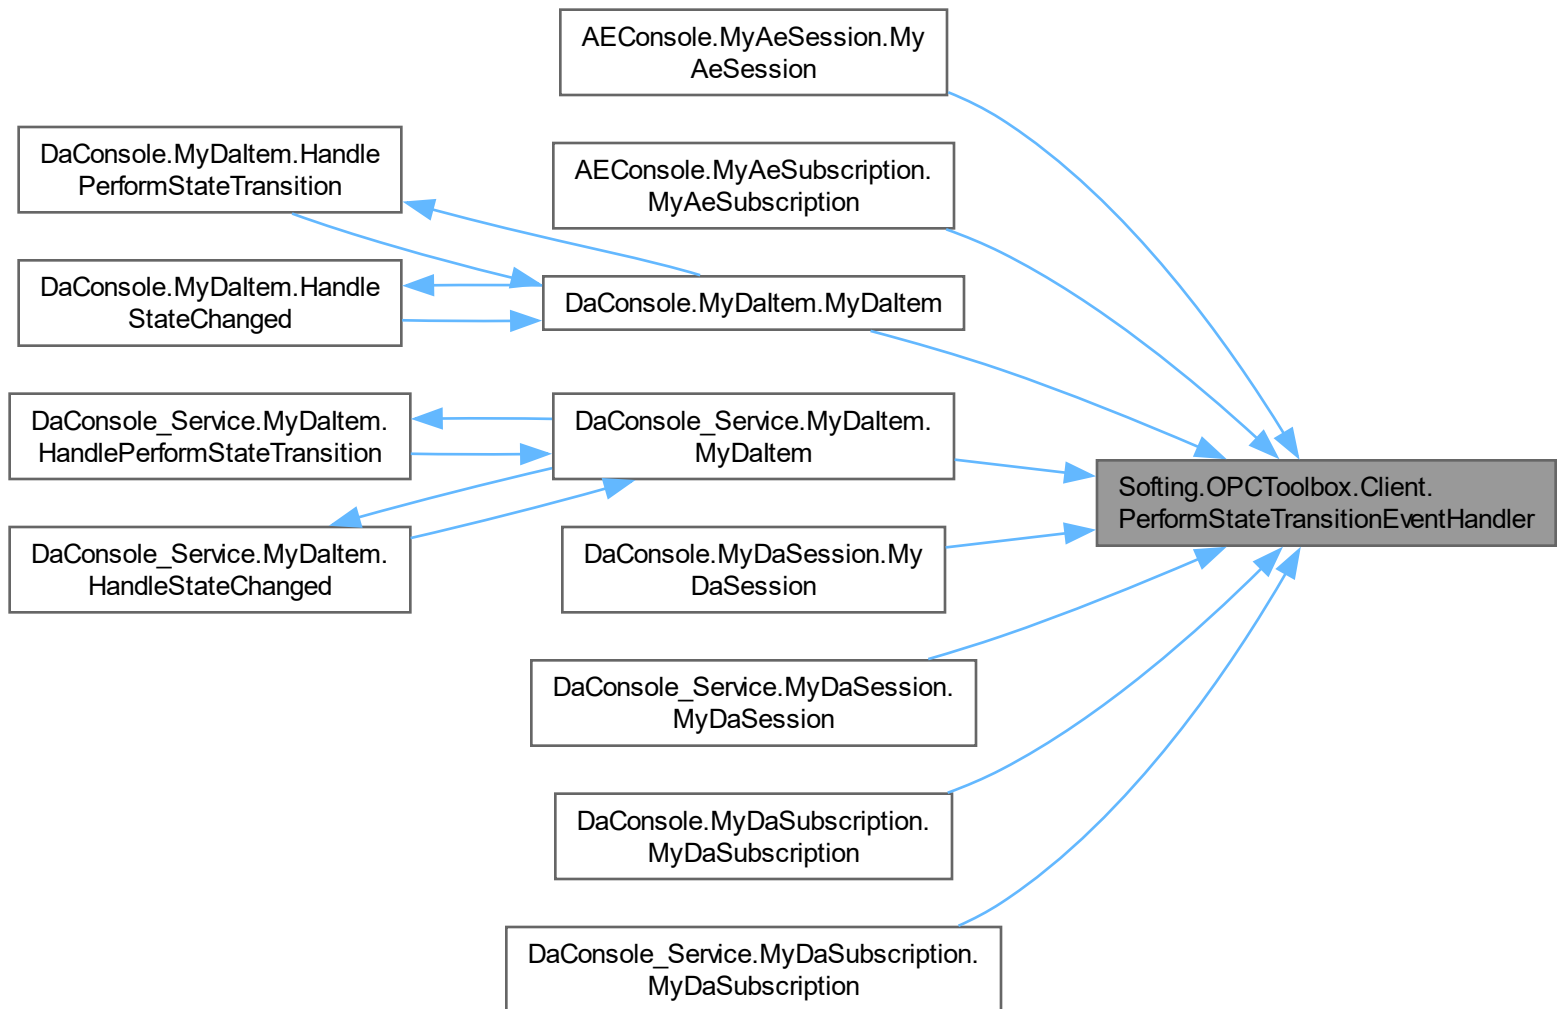 AEConsole.MyAeSession.My
AeSession
DaConsole.MyDaItem.Handle
PerformStateTransition
AEConsole.MyAeSubscription.
MyAeSubscription
DaConsole.MyDaItem.Handle
StateChanged
DaConsole.MyDaItem.MyDaItem
DaConsole_Service.MyDaItem.
HandlePerformStateTransition
DaConsole_Service.MyDaItem.
MyDaItem
Softing.OPCToolbox.Client.
PerformStateTransitionEventHandler
DaConsole_Service.MyDaItem.
HandleStateChanged
DaConsole.MyDaSession.My
DaSession
DaConsole_Service.MyDaSession.
MyDaSession
DaConsole.MyDaSubscription.
MyDaSubscription
DaConsole_Service.MyDaSubscription.
MyDaSubscription